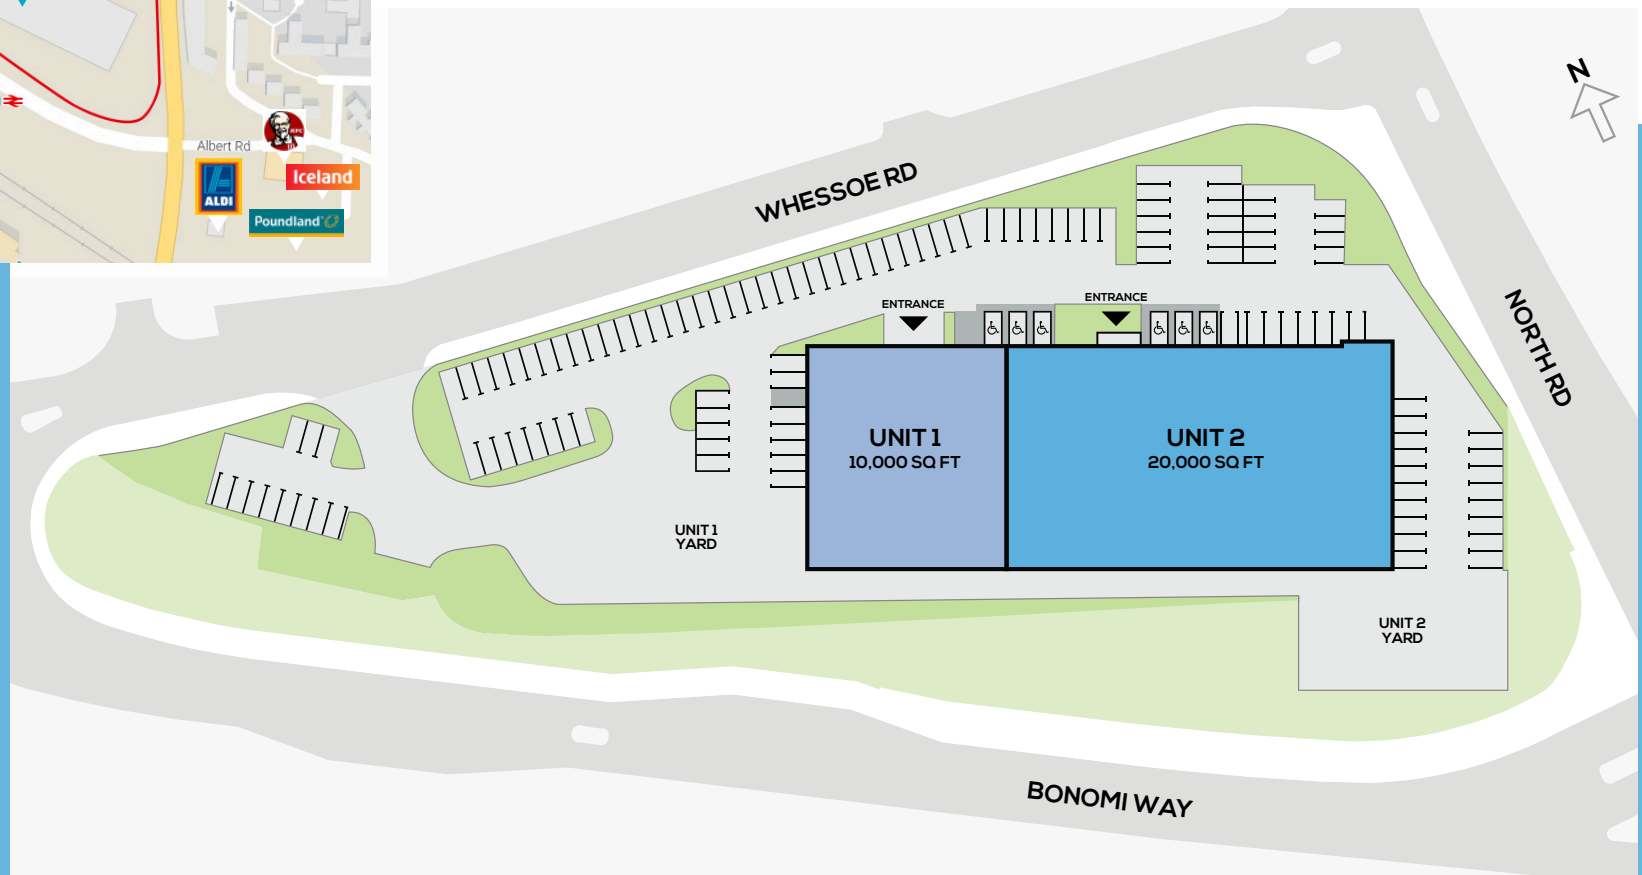 Albert Rd
KFC
ALDI
Iceland
Poundland
N
WHESSOE RD
NORTH RD
ENTRANCE
ENTRANCE
UNIT 1
10,000 SQ FT
UNIT 2
20,000 SQ FT
UNIT 1
YARD
UNIT 2
YARD
BONOMI WAY